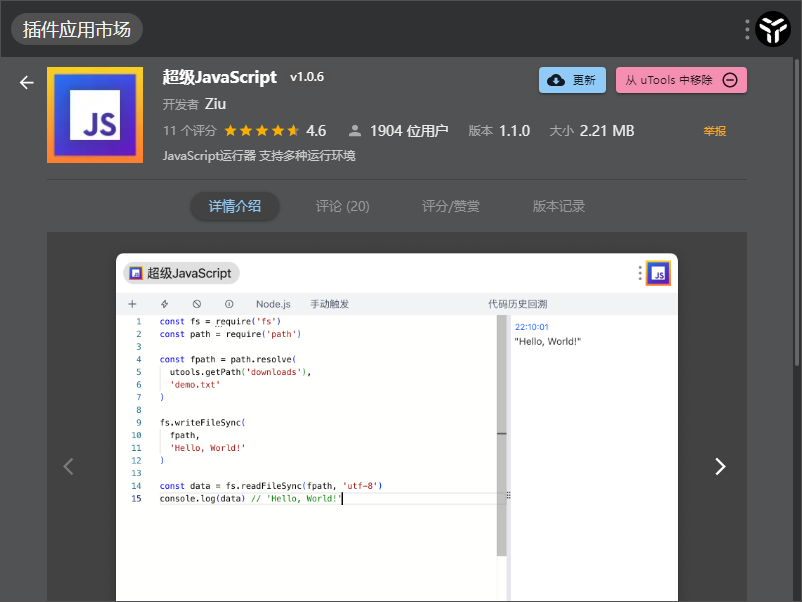 插件应用市场
JS
超级JavaScript v1.0.6
更新
从 uTools 中移除
开发者 Ziu
11 个评分 4.6 1904 位用户 版本 1.1.0 大小 2.21 MB 举报
JavaScript运行器 支持多种运行环境
详情介绍 评论 (20) 评分/赞赏 版本记录
JS 超级JavaScript JS
Node.js 手动触发 代码历史回溯
1 const fs = require('fs')
2 const path = require('path')
3
4 const fpath = path.resolve(
5 utools.getPath('downloads'),
6 'demo.txt'
7 )
8
9 fs.writeFileSync(
10 fpath,
11 'Hello, World!'
12 )
13
14 const data = fs.readFileSync(fpath, 'utf-8')
15 console.log(data) // 'Hello, World!'
22:10:01
"Hello, World!"